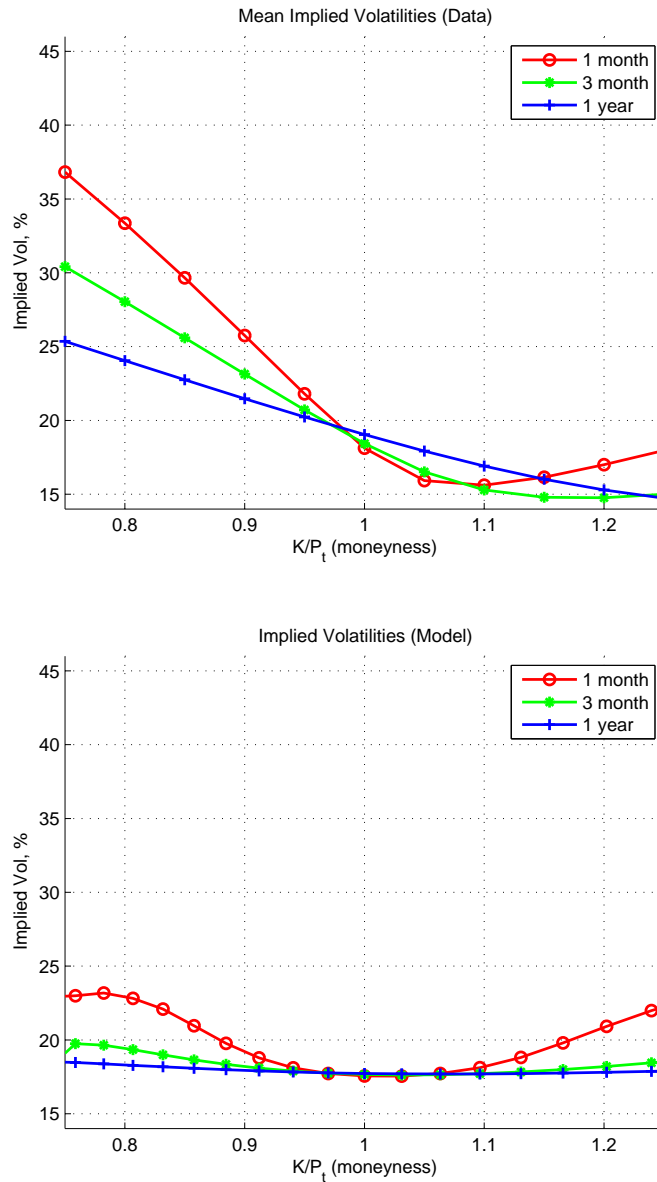 Mean Implied Volatilities (Data)
45
40
35
30
25
20
15
Implied Vol, %
1 month
3 month
1 year
0.8
0.9
1
1.1
1.2
K/P_t (moneyness)
Implied Volatilities (Model)
45
40
35
30
25
20
15
Implied Vol, %
1 month
3 month
1 year
0.8
0.9
1
1.1
1.2
K/P_t (moneyness)